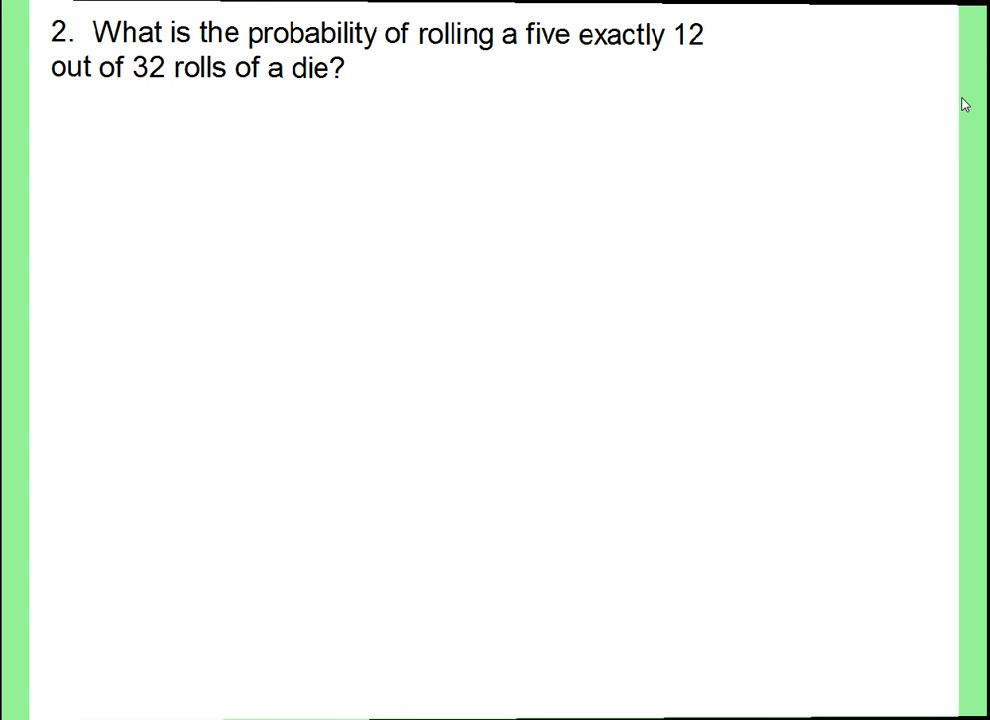 2. What is the probability of rolling a five exactly 12
out of 32 rolls of a die?